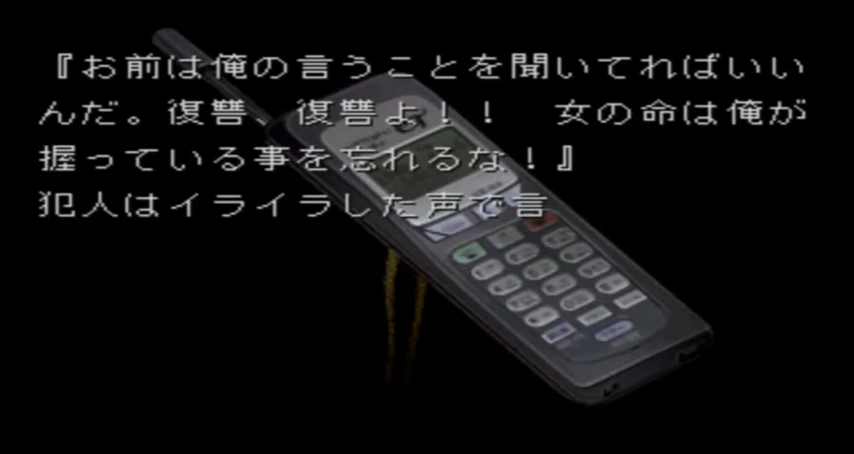 『お前は俺の言うことを聞いてればいい
んだ。復讐、復讐よ！！　女の命は俺が
握っている事を忘れるな！』
犯人はイライラした声で言